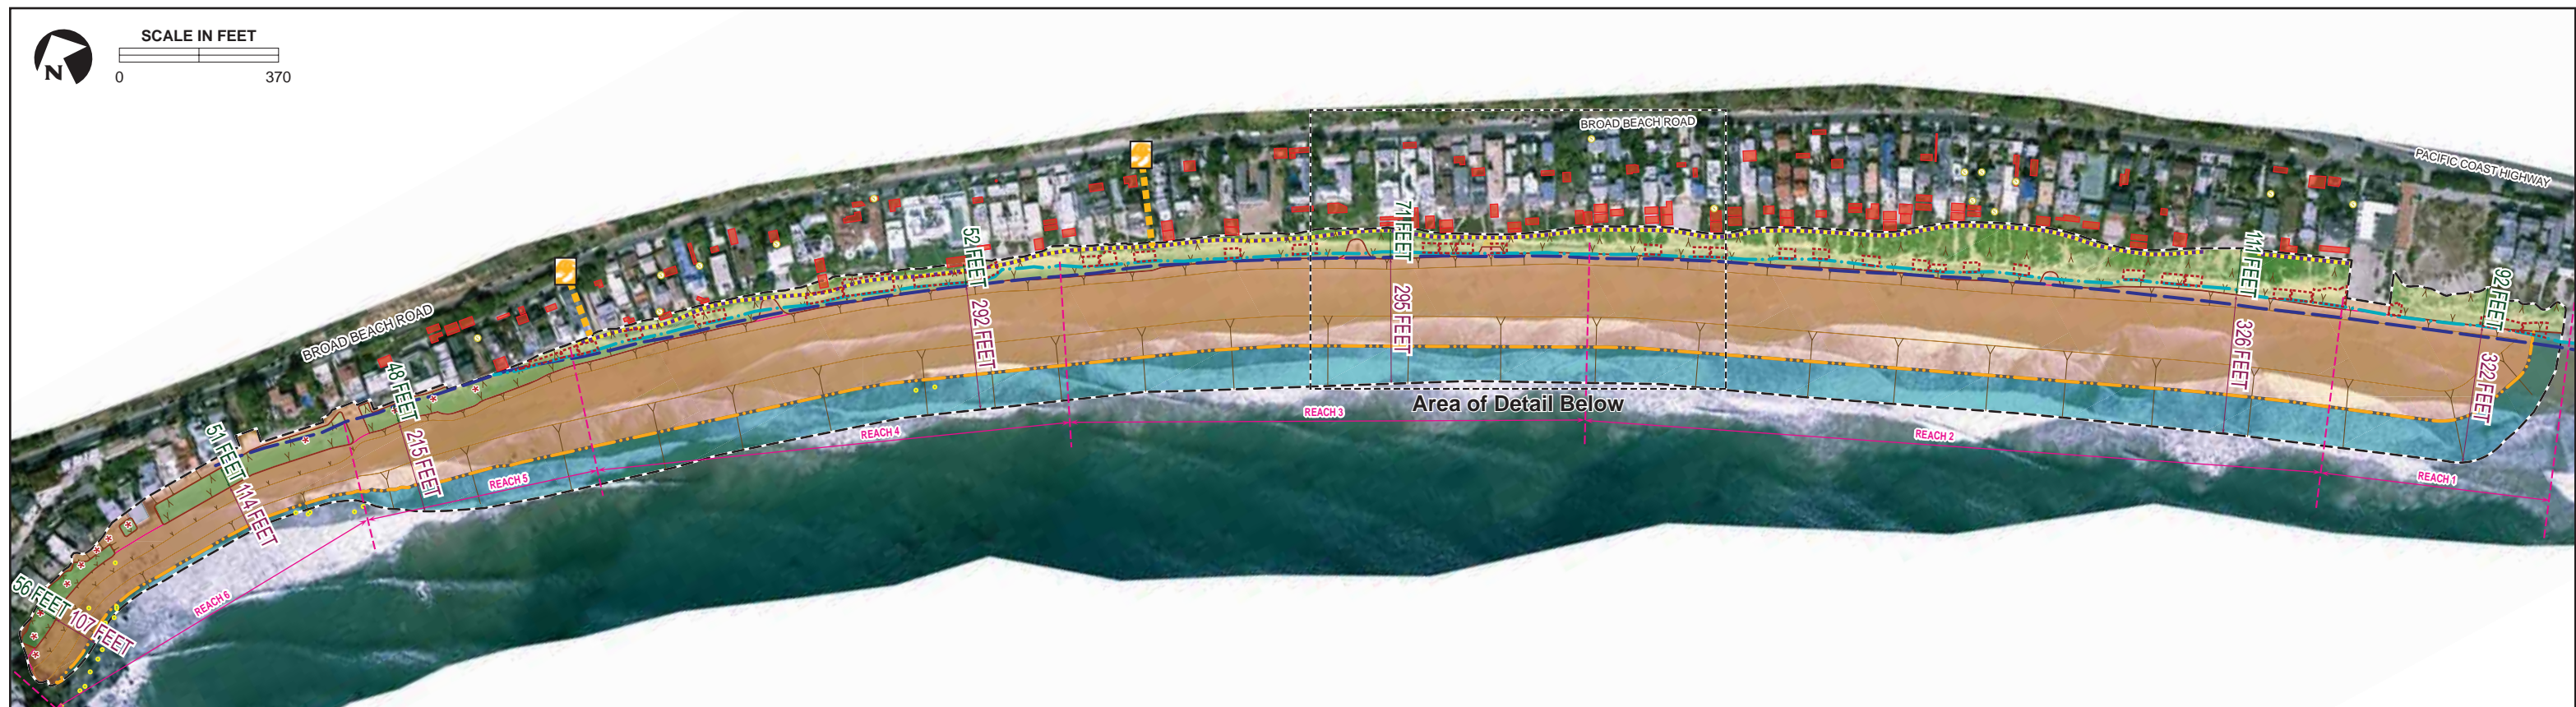 SCALE IN FEET
0 370
N
BROAD BEACH ROAD
PACIFIC COAST HIGHWAY
BROAD BEACH ROAD
56 FEET
107 FEET
51 FEET
114 FEET
48 FEET
215 FEET
52 FEET
292 FEET
71 FEET
295 FEET
111 FEET
326 FEET
92 FEET
322 FEET
Area of Detail Below
REACH 6
REACH 5
REACH 4
REACH 3
REACH 2
REACH 1